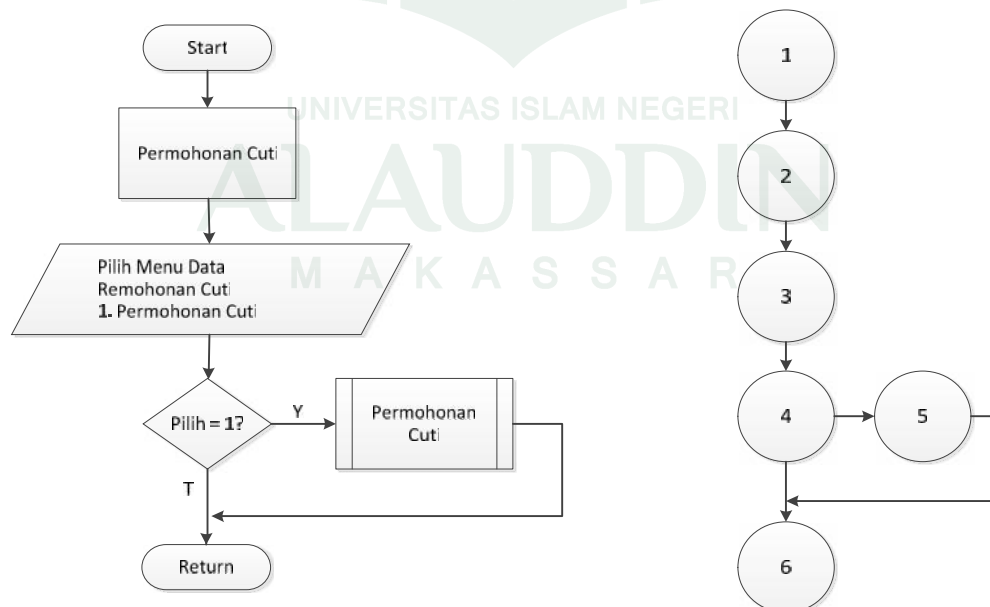 Start
Permohonan Cuti
Pilih Menu Data
Remohonan Cuti
1. Permohonan Cuti
Pilih = 1?
Y
Permohonan
Cuti
T
Return
1
2
3
4
5
6
UNIVERSITAS ISLAM NEGERI
ALAUDDIN
MAKASSAR